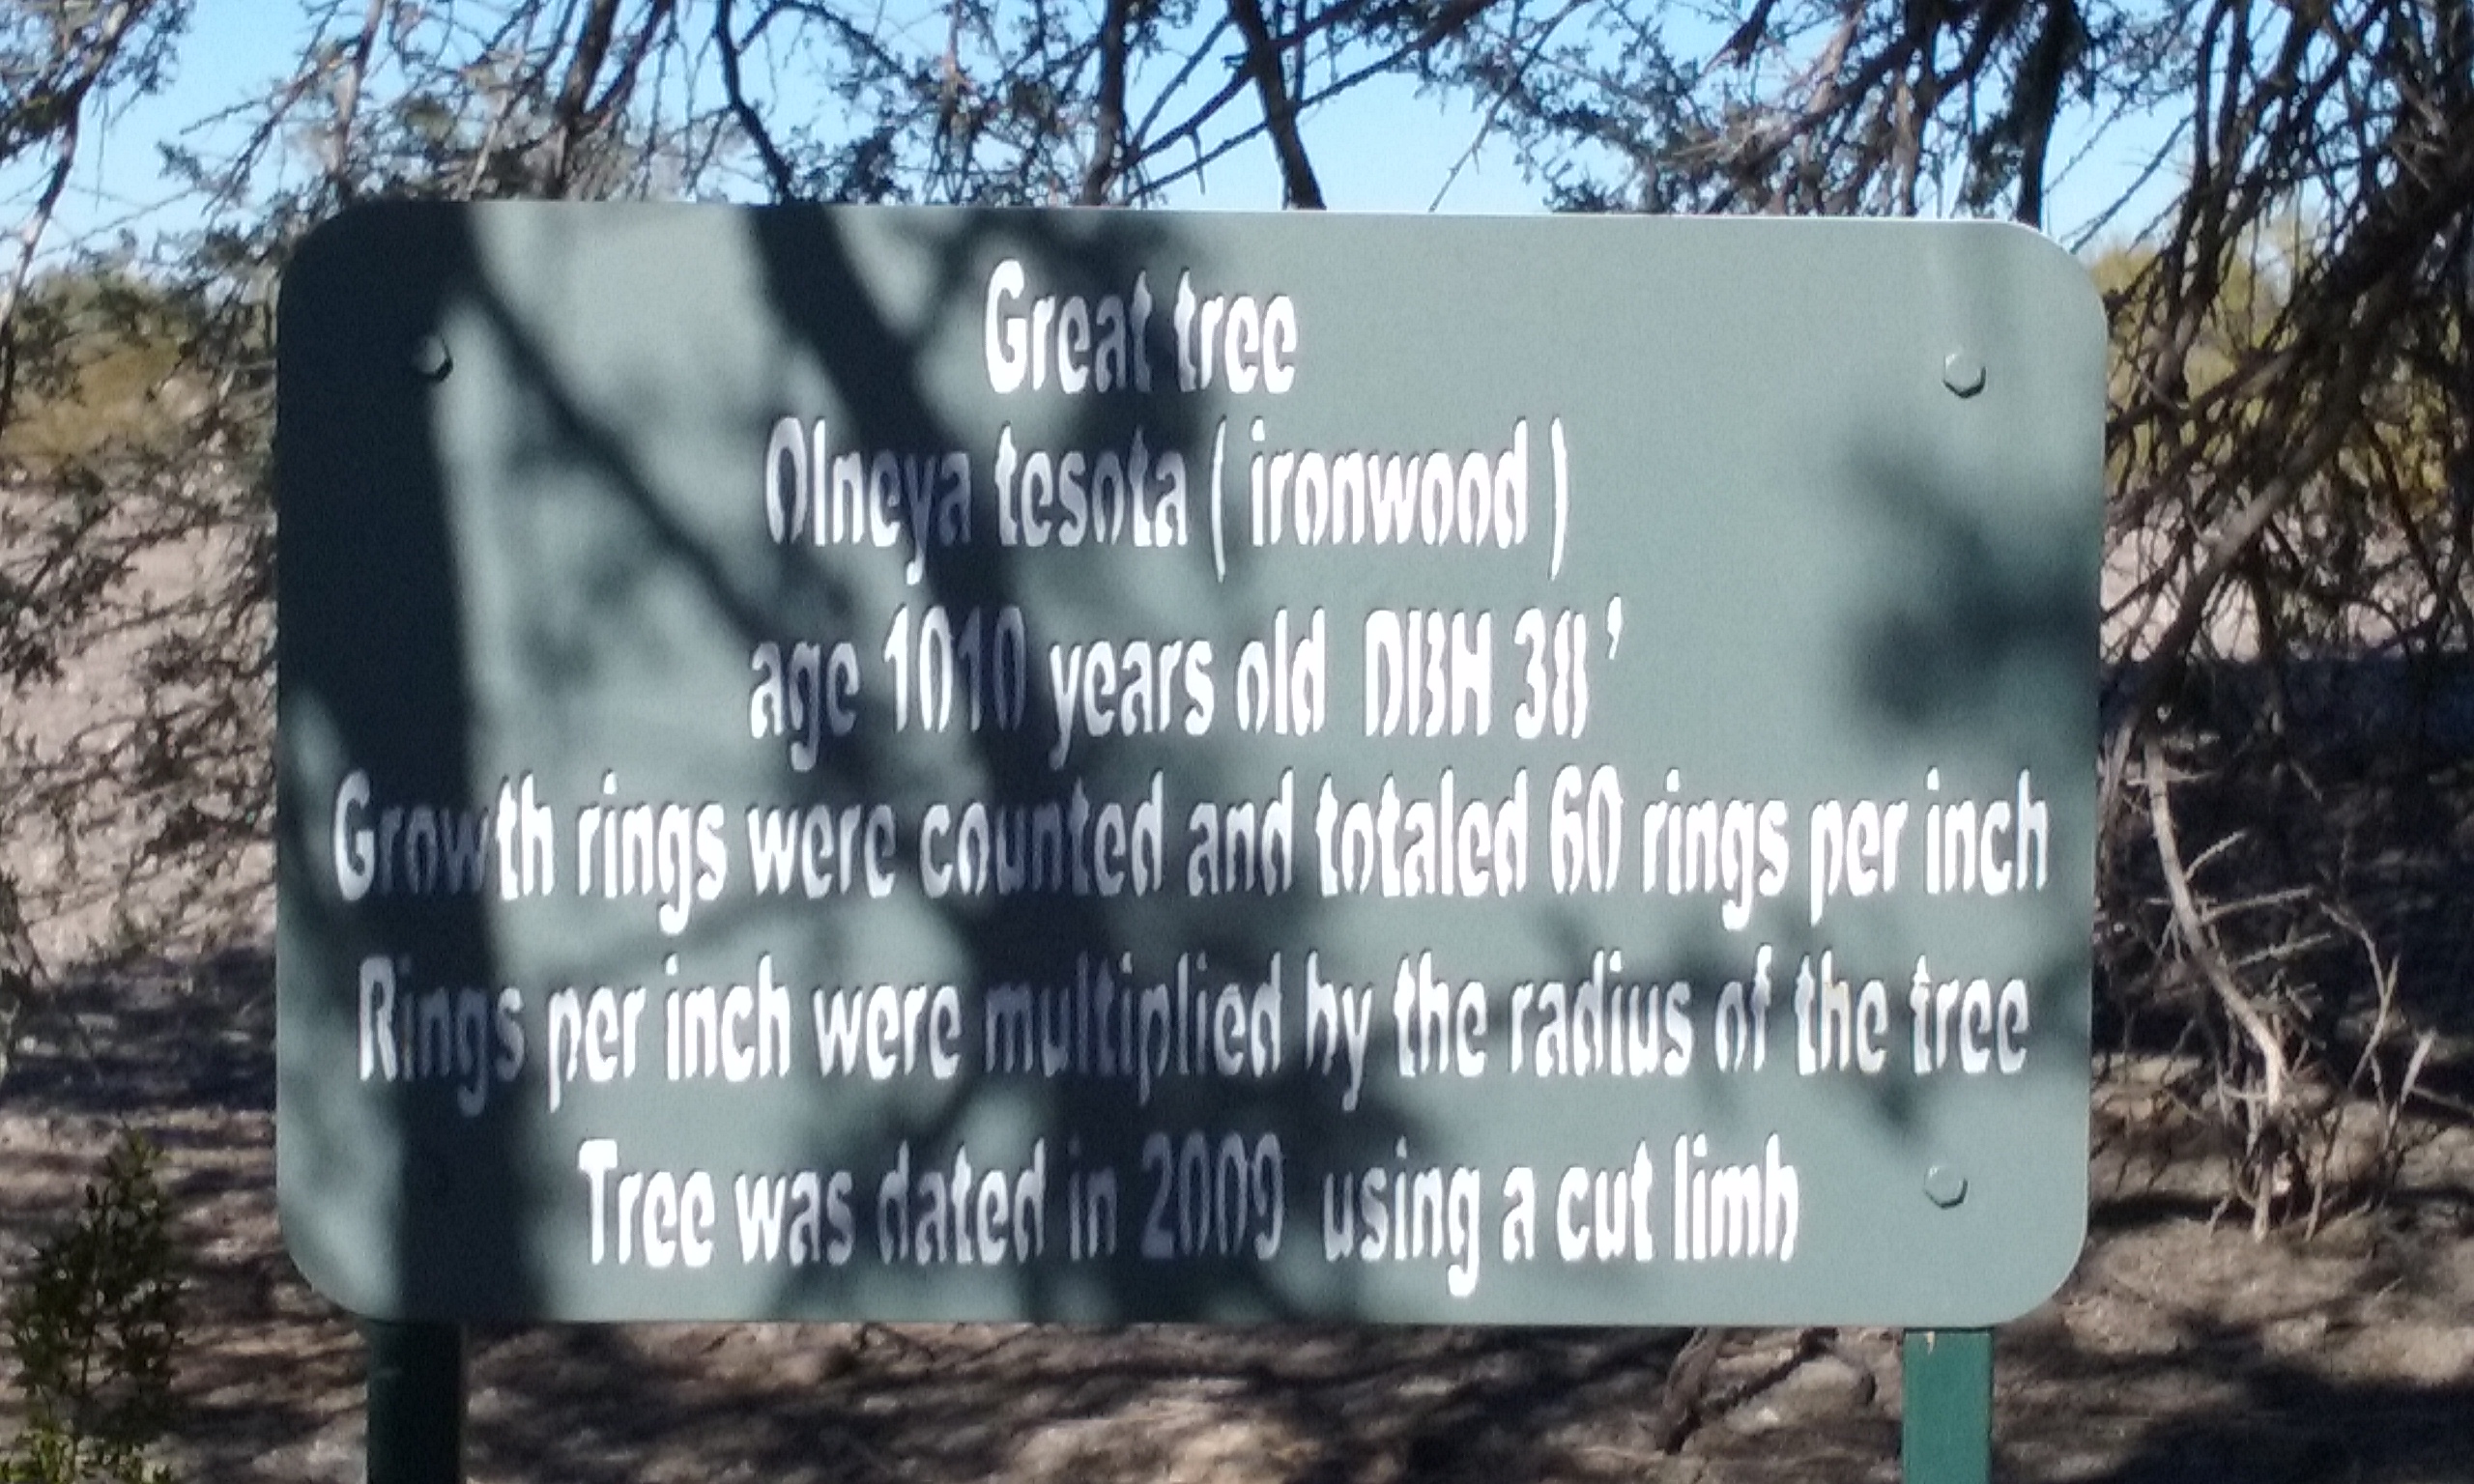 Great tree
Olneya tesota ( ironwood )
age 1010 years old DBH 38 '
Growth rings were counted and totaled 60 rings per inch
Rings per inch were multiplied by the radius of the tree
Tree was dated in 2009 using a cut limb